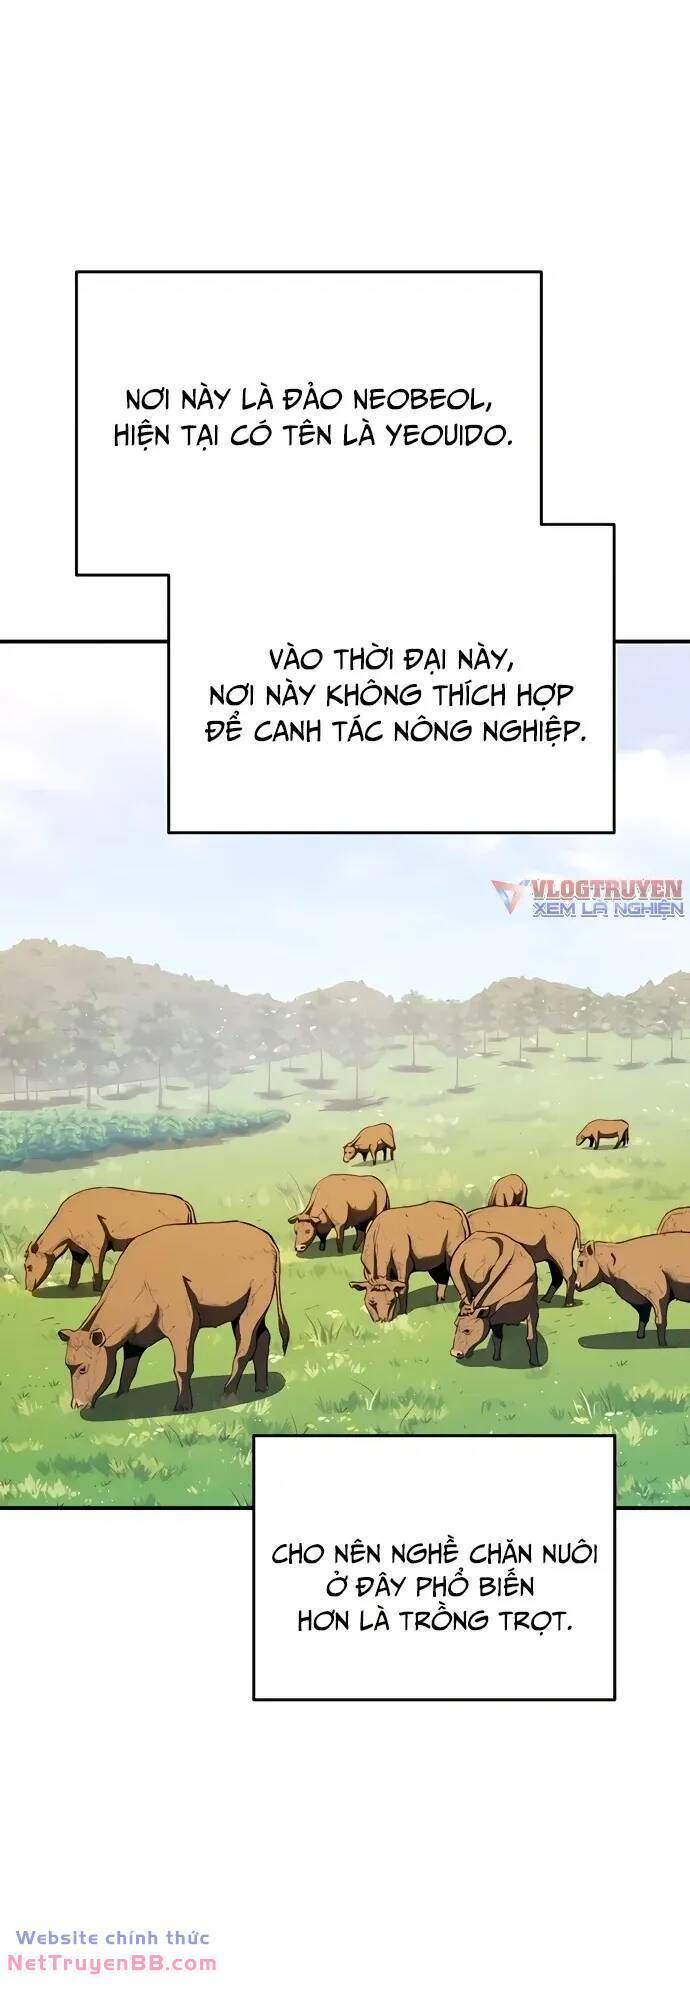 NƠI NÀY LÀ ĐẢO NEOBEOL,
HIỆN TẠI CÓ TÊN LÀ YEOUIDO.
VÀO THỜI ĐẠI NÀY,
NƠI NÀY KHÔNG THÍCH HỢP
ĐỂ CANH TÁC NÔNG NGHIỆP.
VLOGTRUYEN
XEM LÀ NGHIỆN
CHO NÊN NGHỀ CHĂN NUÔI
Ở ĐÂY PHỔ BIẾN
HƠN LÀ TRỒNG TRỌT.
Website chính thức
NetTruyenBB.com